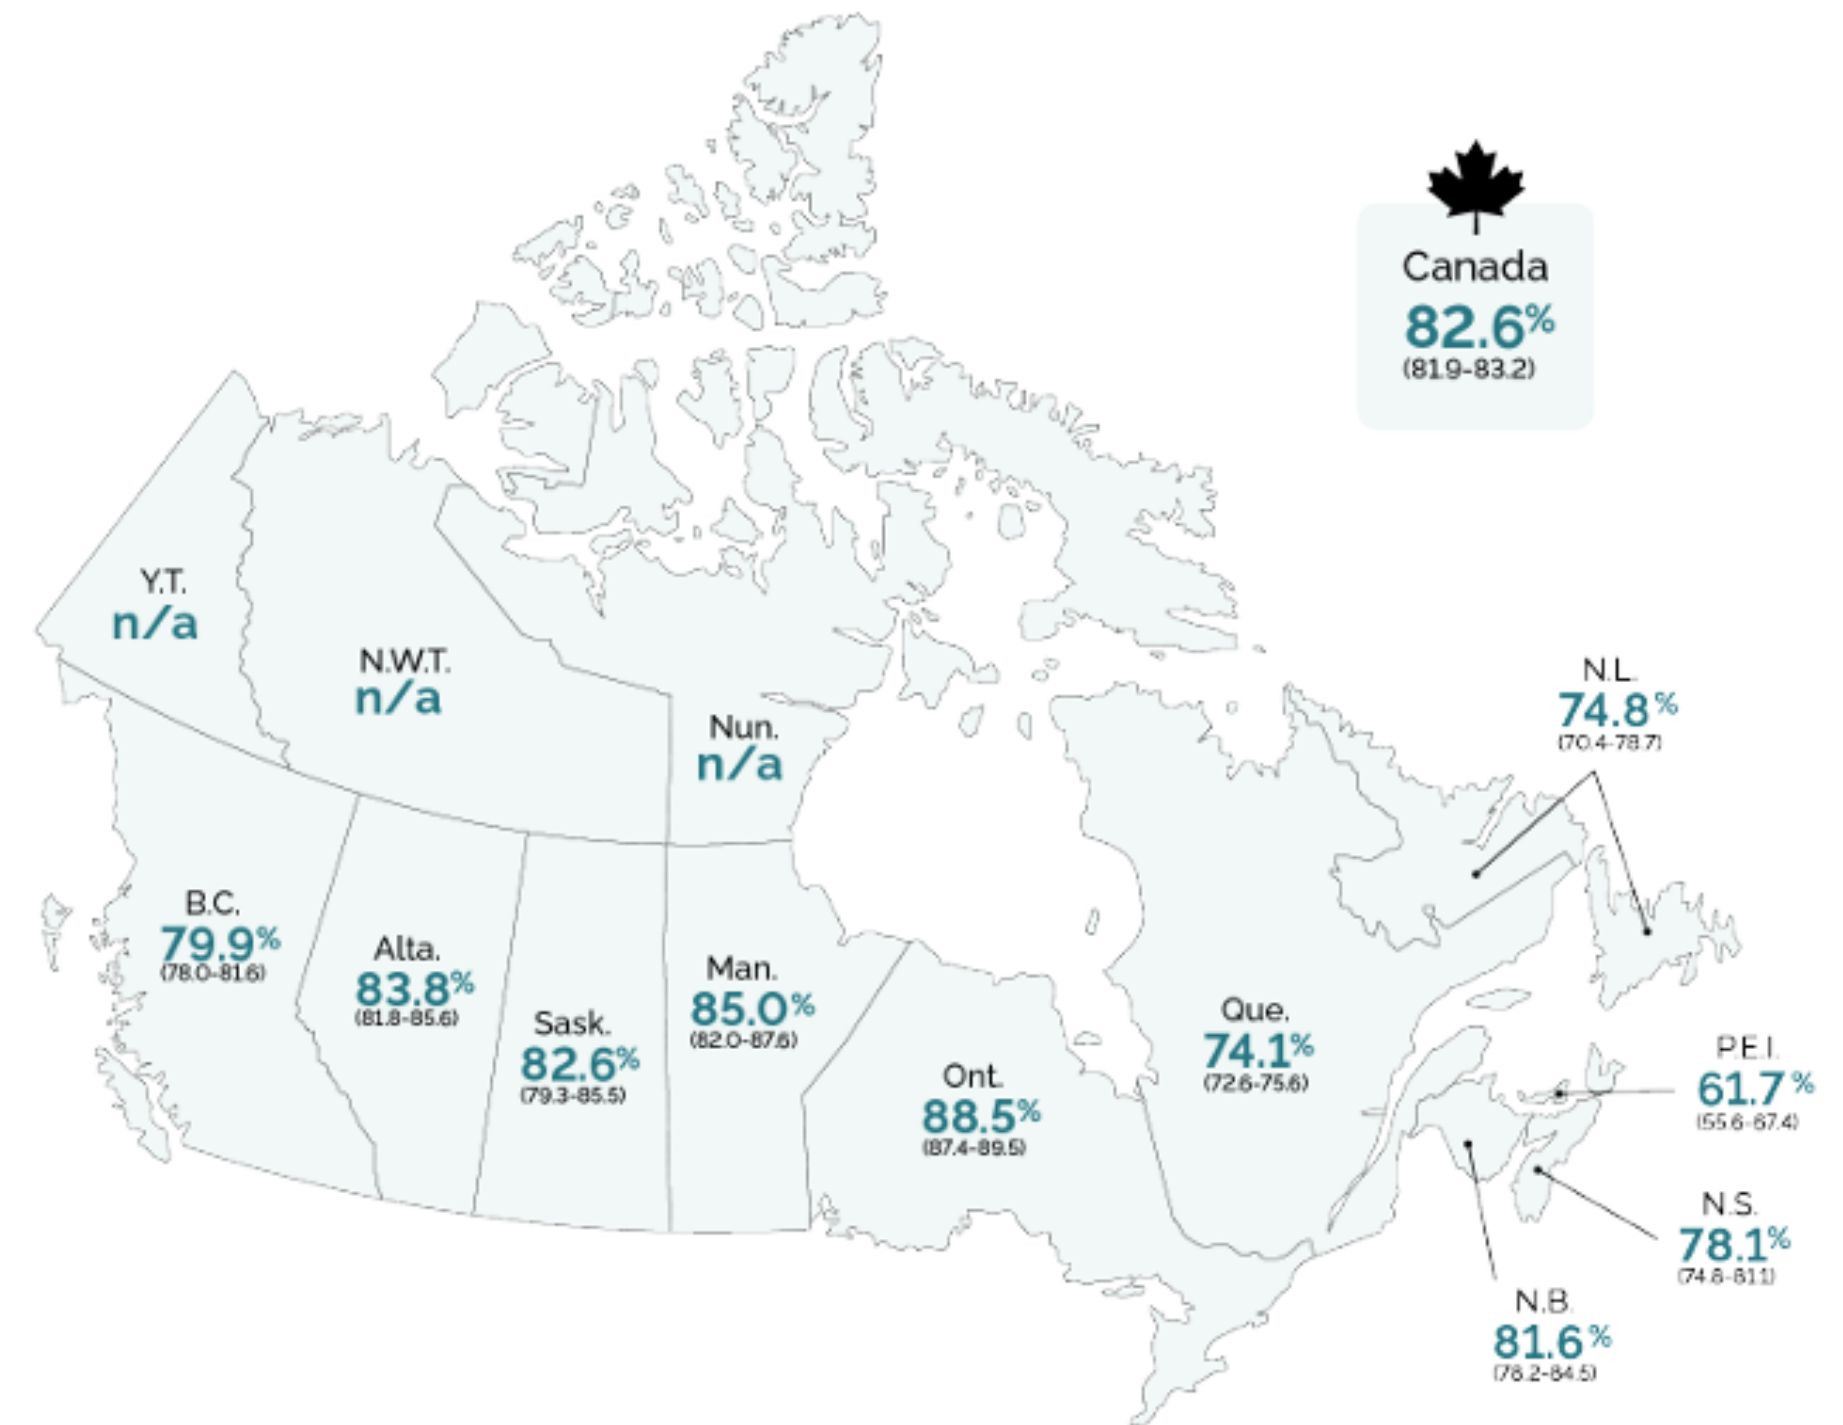 Canada
82.6%
(81.9-83.2)
Y.T.
n/a
N.W.T.
n/a
Nun.
n/a
N.L.
74.8%
(70.4-78.7)
B.C.
79.9%
(78.0-81.6)
Alta.
83.8%
(81.8-85.6)
Sask.
82.6%
(79.3-85.5)
Man.
85.0%
(82.0-87.6)
Ont.
88.5%
(87.4-89.5)
Que.
74.1%
(72.6-75.6)
P.E.I.
61.7%
(55.6-67.4)
N.S.
78.1%
(74.8-81.1)
N.B.
81.6%
(78.2-84.5)